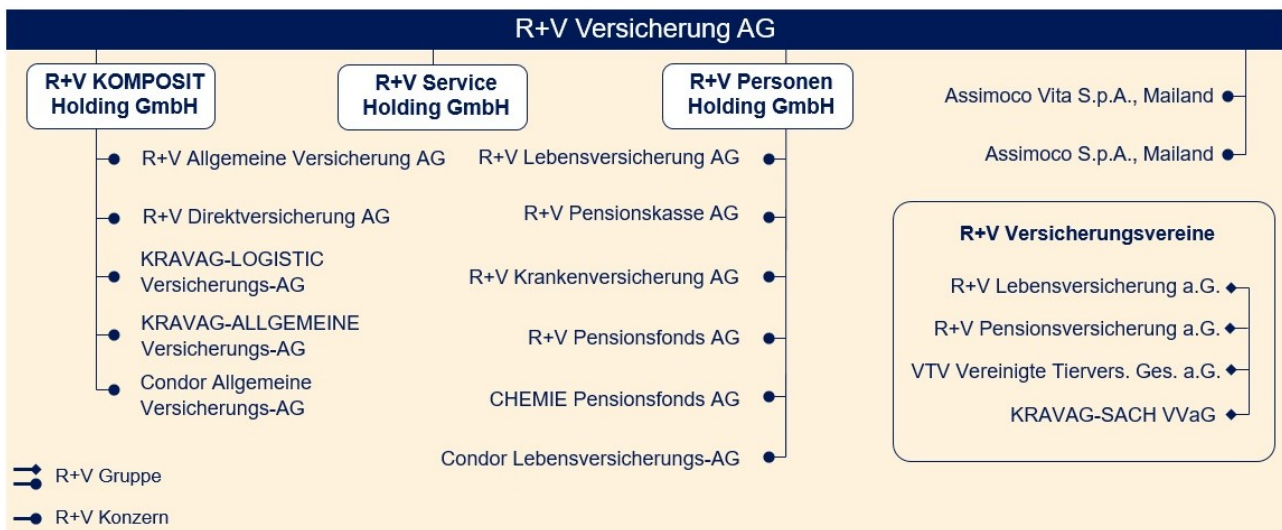 R+V Versicherung AG
R+V KOMPOSIT
Holding GmbH
R+V Allgemeine Versicherung AG
R+V Direktversicherung AG
KRAVAG-LOGISTIC
Versicherungs-AG
KRAVAG-ALLGEMEINE
Versicherungs-AG
Condor Allgemeine
Versicherungs-AG
R+V Service
Holding GmbH
R+V Personen
Holding GmbH
R+V Lebensversicherung AG
R+V Pensionskasse AG
R+V Krankenversicherung AG
R+V Pensionsfonds AG
CHEMIE Pensionsfonds AG
Condor Lebensversicherungs-AG
Assimoco Vita S.p.A., Mailand
Assimoco S.p.A., Mailand
R+V Versicherungsvereine
R+V Lebensversicherung a.G.
R+V Pensionsversicherung a.G.
VTV Vereinigte Tiervers. Ges. a.G.
KRAVAG-SACH VVaG
R+V Gruppe
R+V Konzern